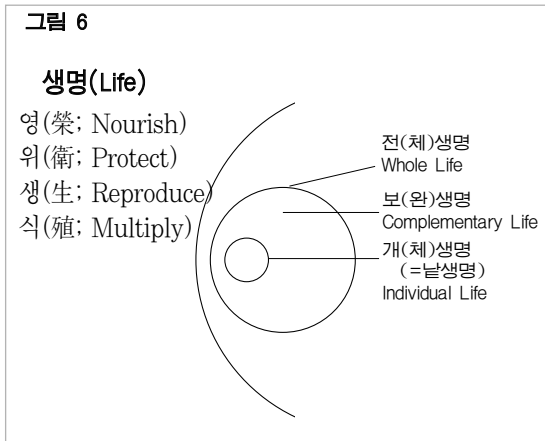 그림 6
생명(Life)
영(榮; Nourish)
위(衛; Protect)
생(生; Reproduce)
식(殖; Multiply)
전(체)생명
Whole Life
보(완)생명
Complementary Life
개(체)생명
(=낱생명)
Individual Life